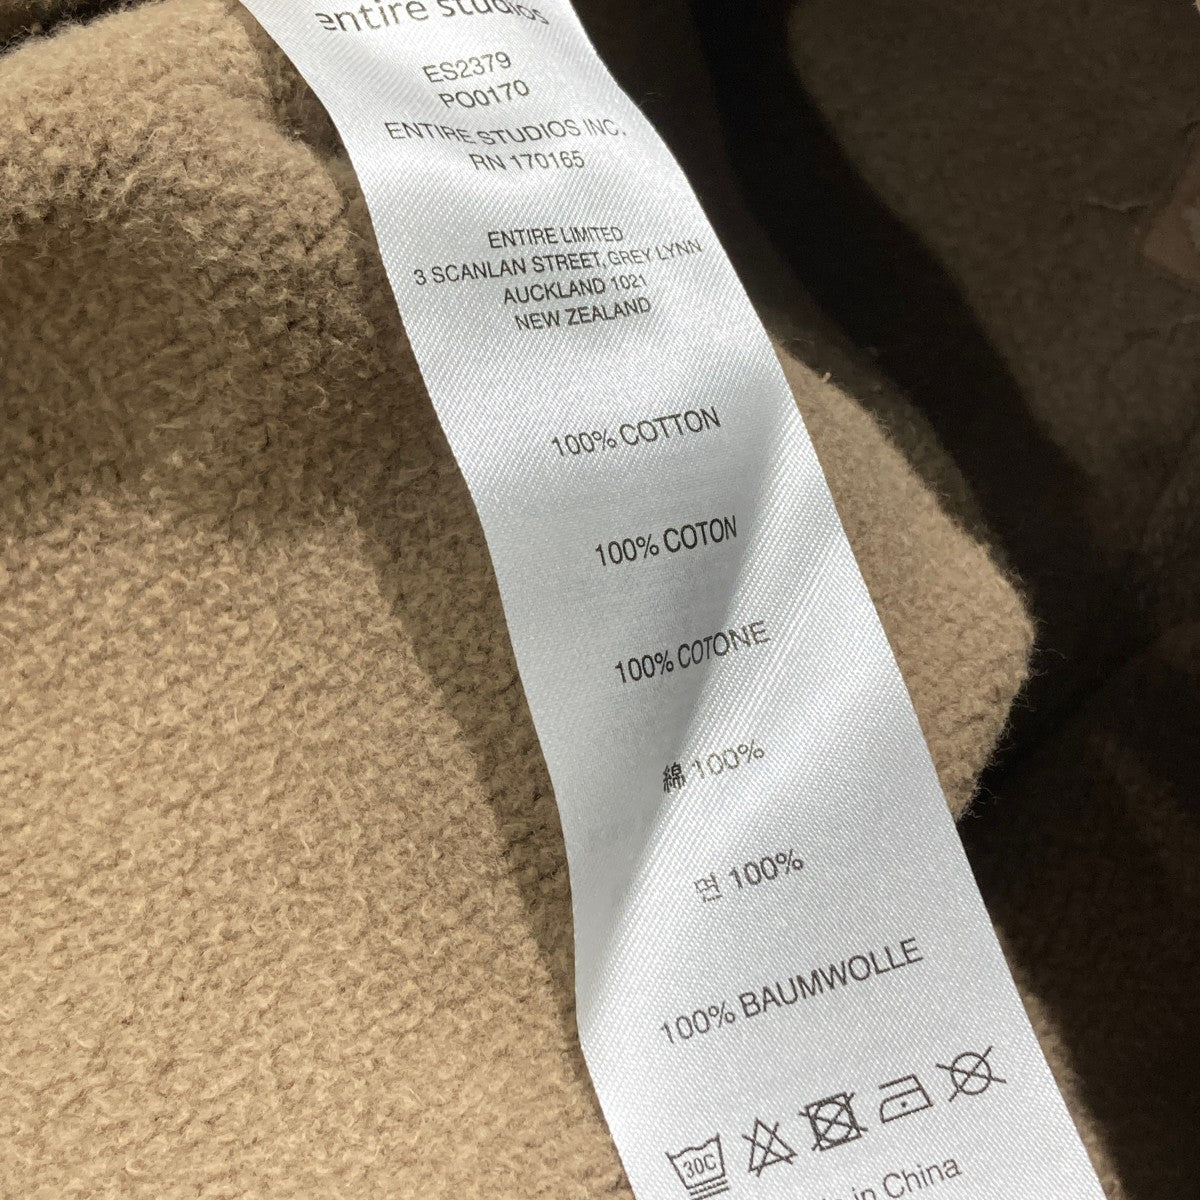 entire studios
ES2379
PO0170
ENTIRE STUDIOS INC.
RN 170165
ENTIRE LIMITED
3 SCANLAN STREET, GREY LYNN
AUCKLAND 1021
NEW ZEALAND
100% COTTON
100% COTON
100% COTONE
綿 100%
면 100%
100% BAUMWOLLE
30C
in China